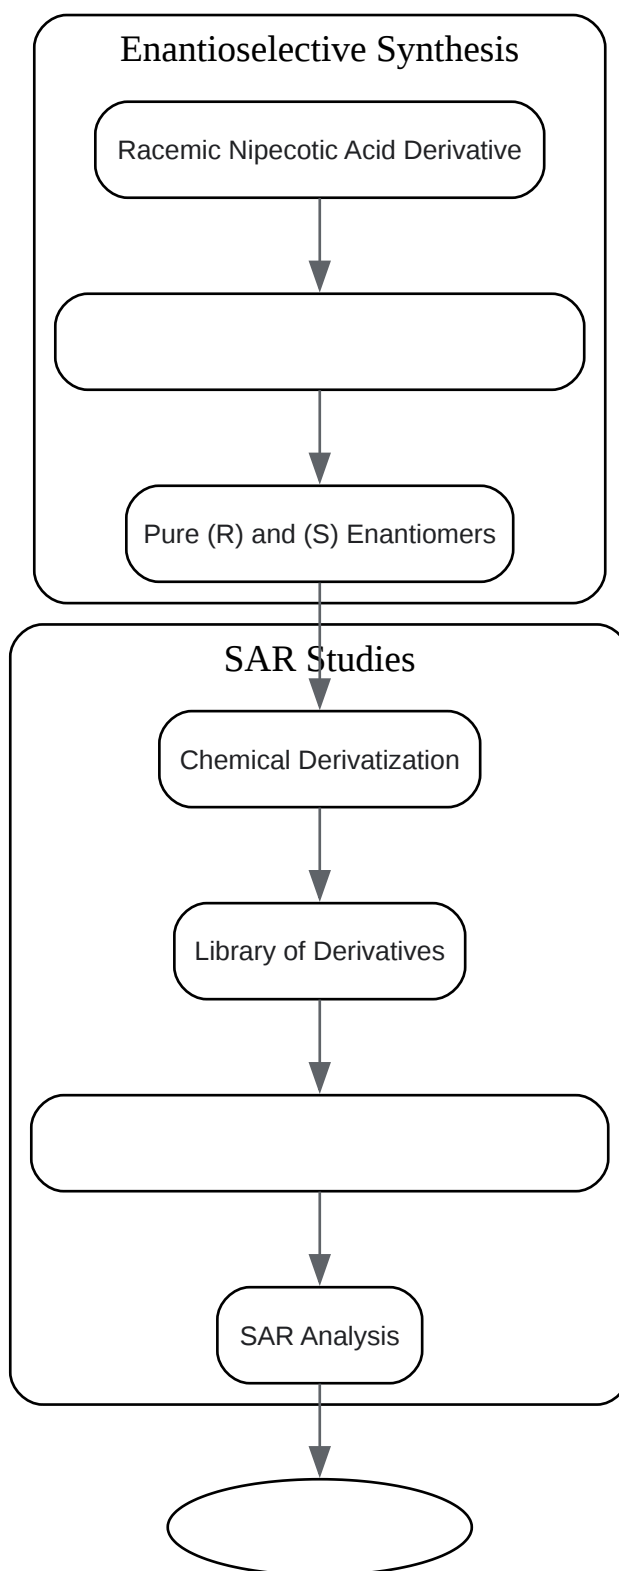 Enantioselective Synthesis
Racemic Nipecotic Acid Derivative
Pure (R) and (S) Enantiomers
SAR Studies
Chemical Derivatization
Library of Derivatives
SAR Analysis